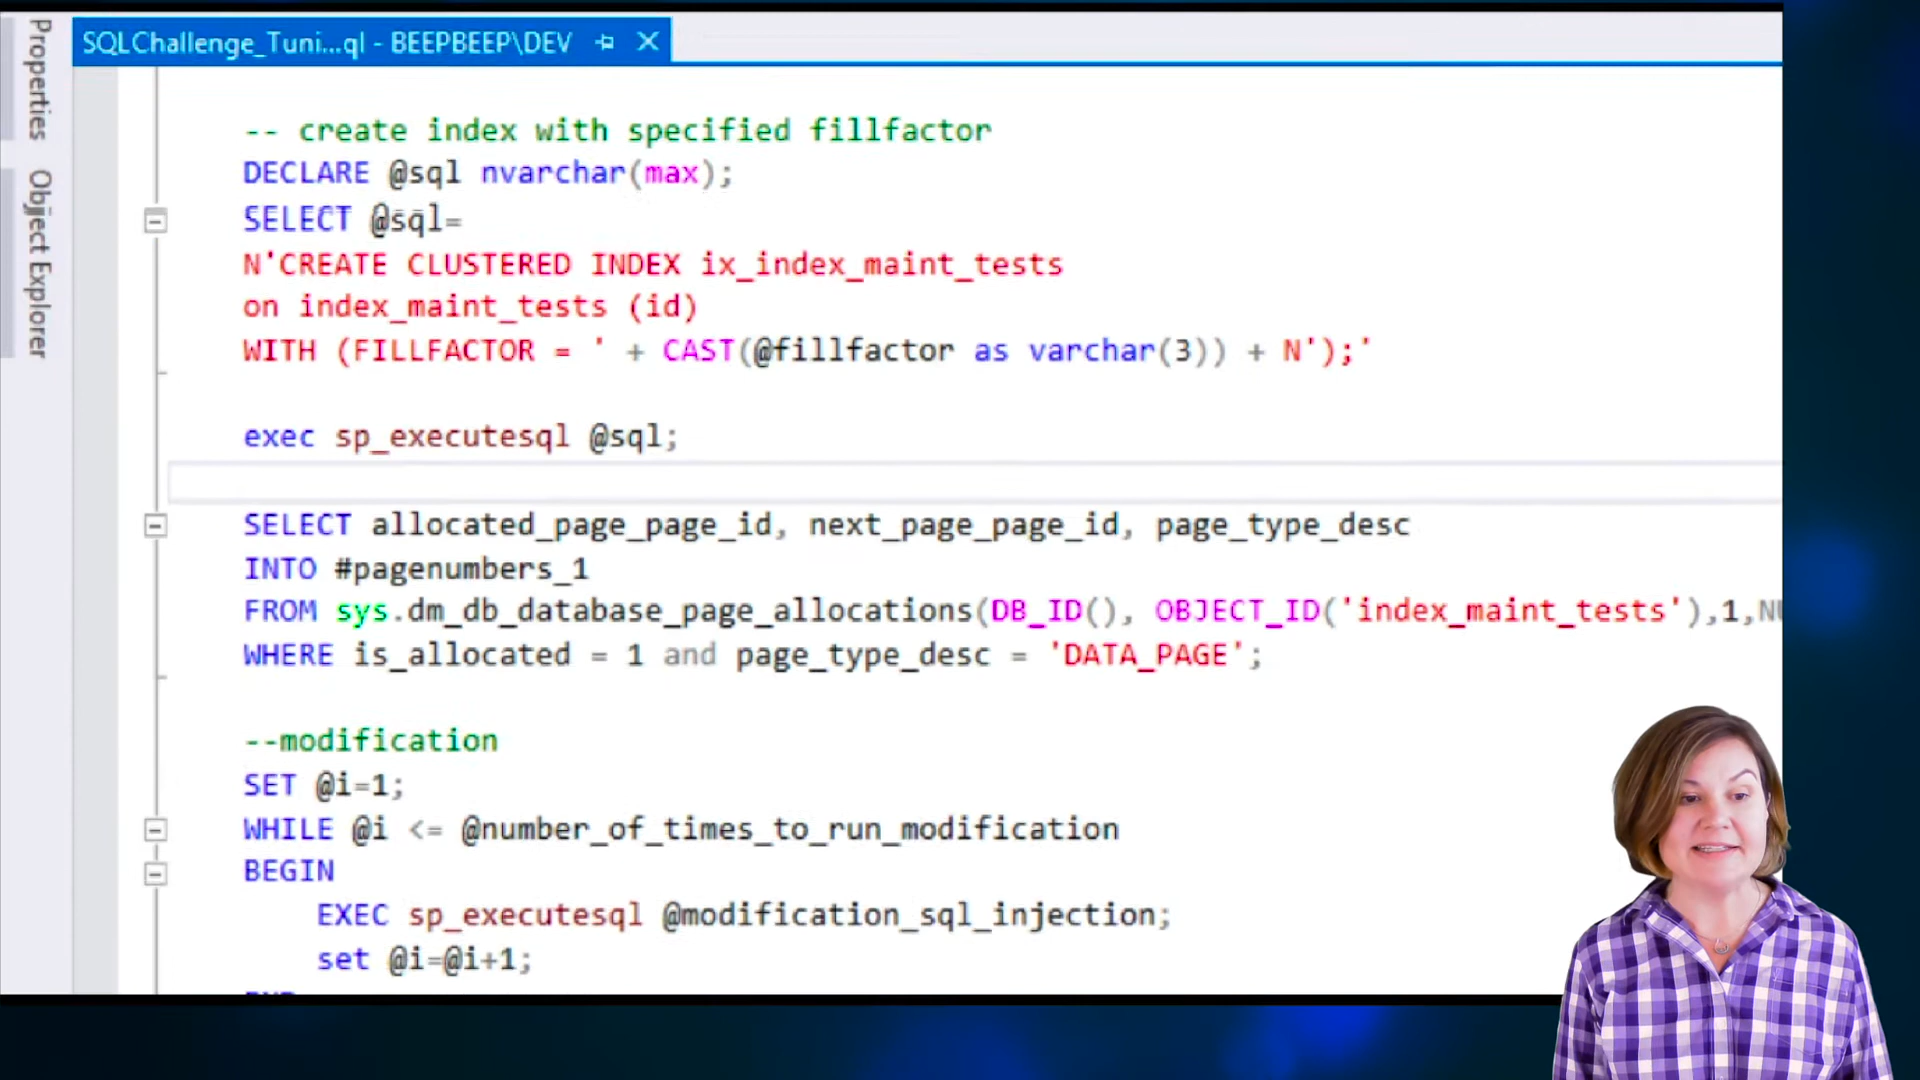 SQLChallenge_Tuni...ql - BEEPBEEP\DEV
Properties
Object Explorer
-- create index with specified fillfactor
DECLARE @sql nvarchar(max);
SELECT @sql=
N'CREATE CLUSTERED INDEX ix_index_maint_tests
on index_maint_tests (id)
WITH (FILLFACTOR = ' + CAST(@fillfactor as varchar(3)) + N');'
exec sp_executesql @sql;
SELECT allocated_page_page_id, next_page_page_id, page_type_desc
INTO #pagenumbers_1
FROM sys.dm_db_database_page_allocations(DB_ID(), OBJECT_ID('index_maint_tests'),1,
WHERE is_allocated = 1 and page_type_desc = 'DATA_PAGE';
--modification
SET @i=1;
WHILE @i <= @number_of_times_to_run_modification
BEGIN
EXEC sp_executesql @modification_sql_injection;
set @i=@i+1;